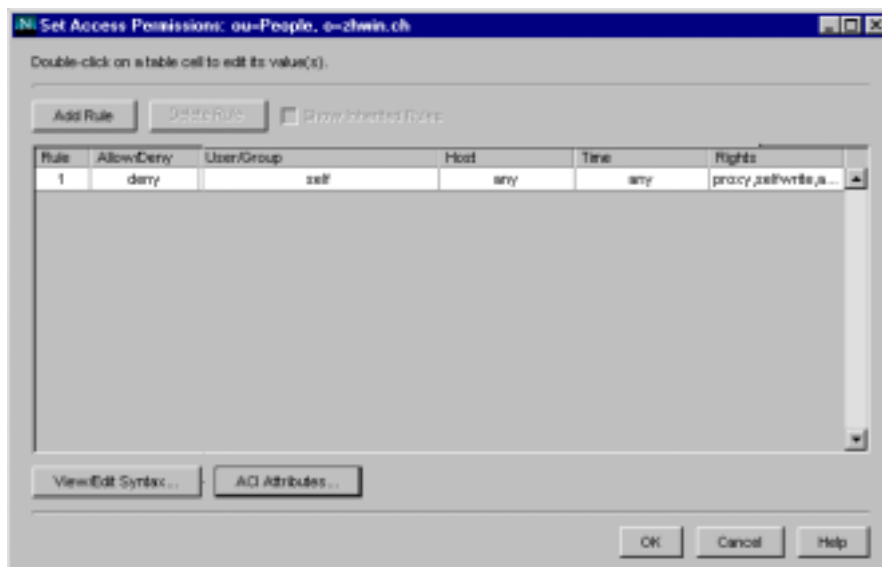 Set Access Permissions: ou=People, o=zhwin.ch
Double-click on a table cell to edit its value(s).
Add Rule Delete Rule Show Inherited Rules
Rule Allow/Deny User/Group Host Time Rights
1 deny self any any proxy,selfwrite,a...
View/Edit Syntax... ACI Attributes...
OK Cancel Help